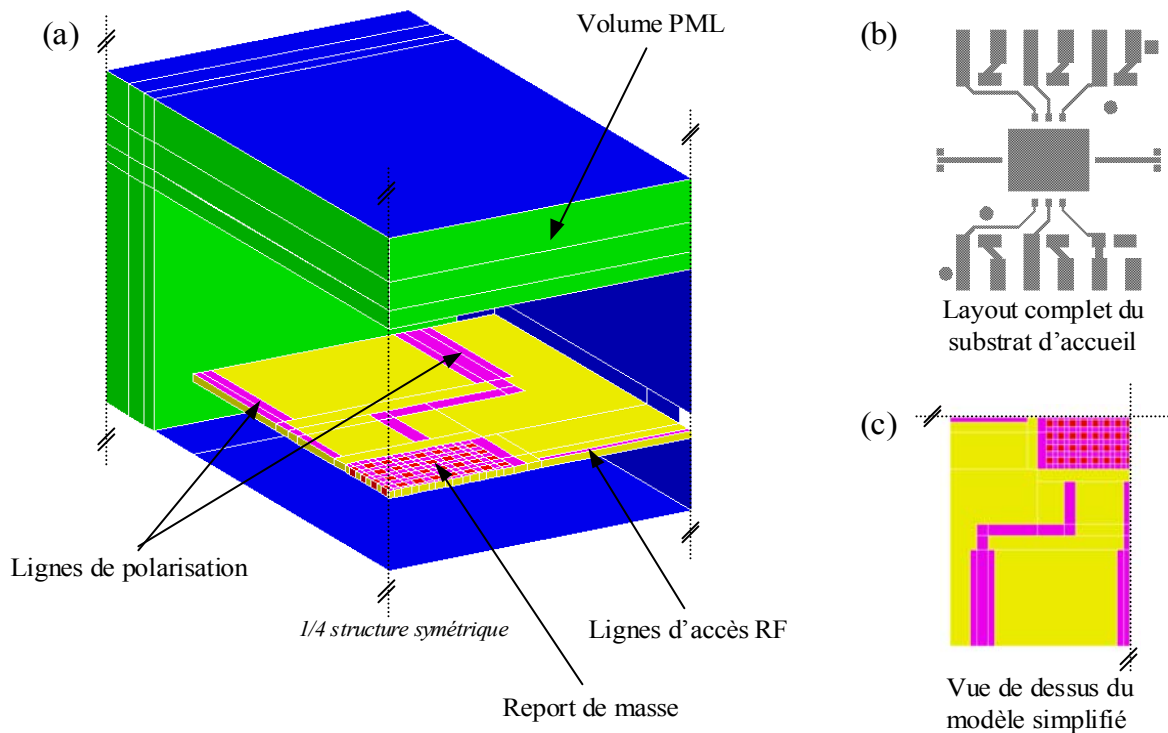 (a)
Volume PML
Lignes de polarisation
1/4 structure symétrique
Lignes d'accès RF
Report de masse
(b)
Layout complet du
substrat d'accueil
(c)
Vue de dessus du
modèle simplifié